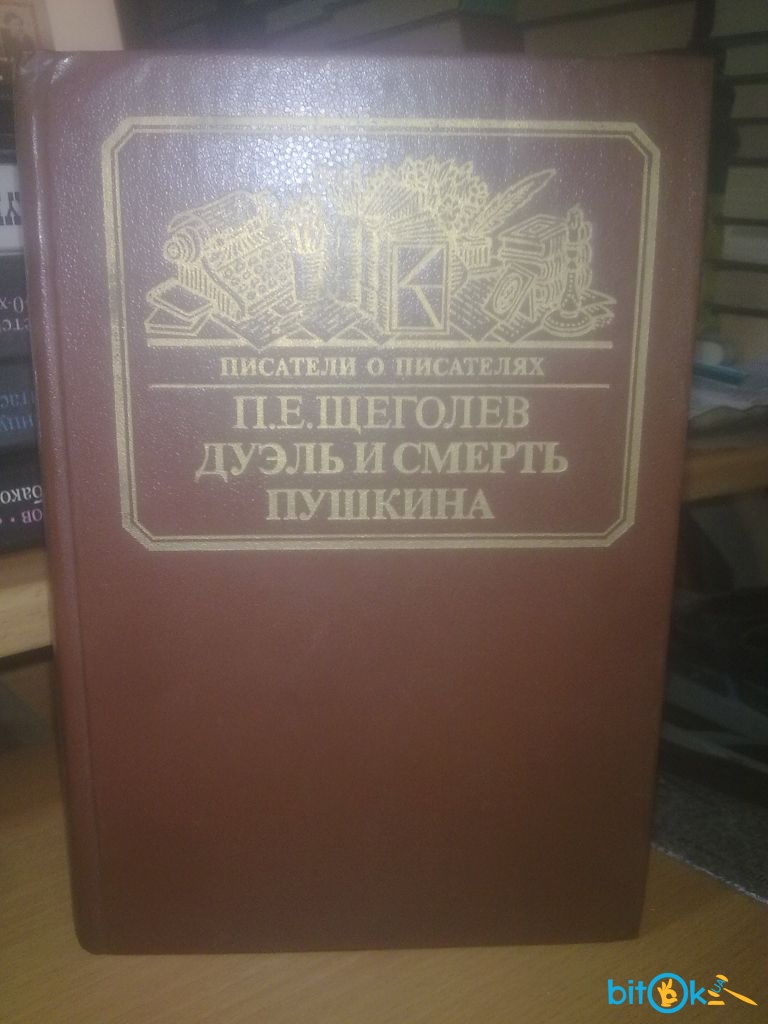 ПИСАТЕЛИ О ПИСАТЕЛЯХ
П.Е.ЩЕГОЛЕВ
ДУЭЛЬ И СМЕРТЬ
ПУШКИНА
bitOk